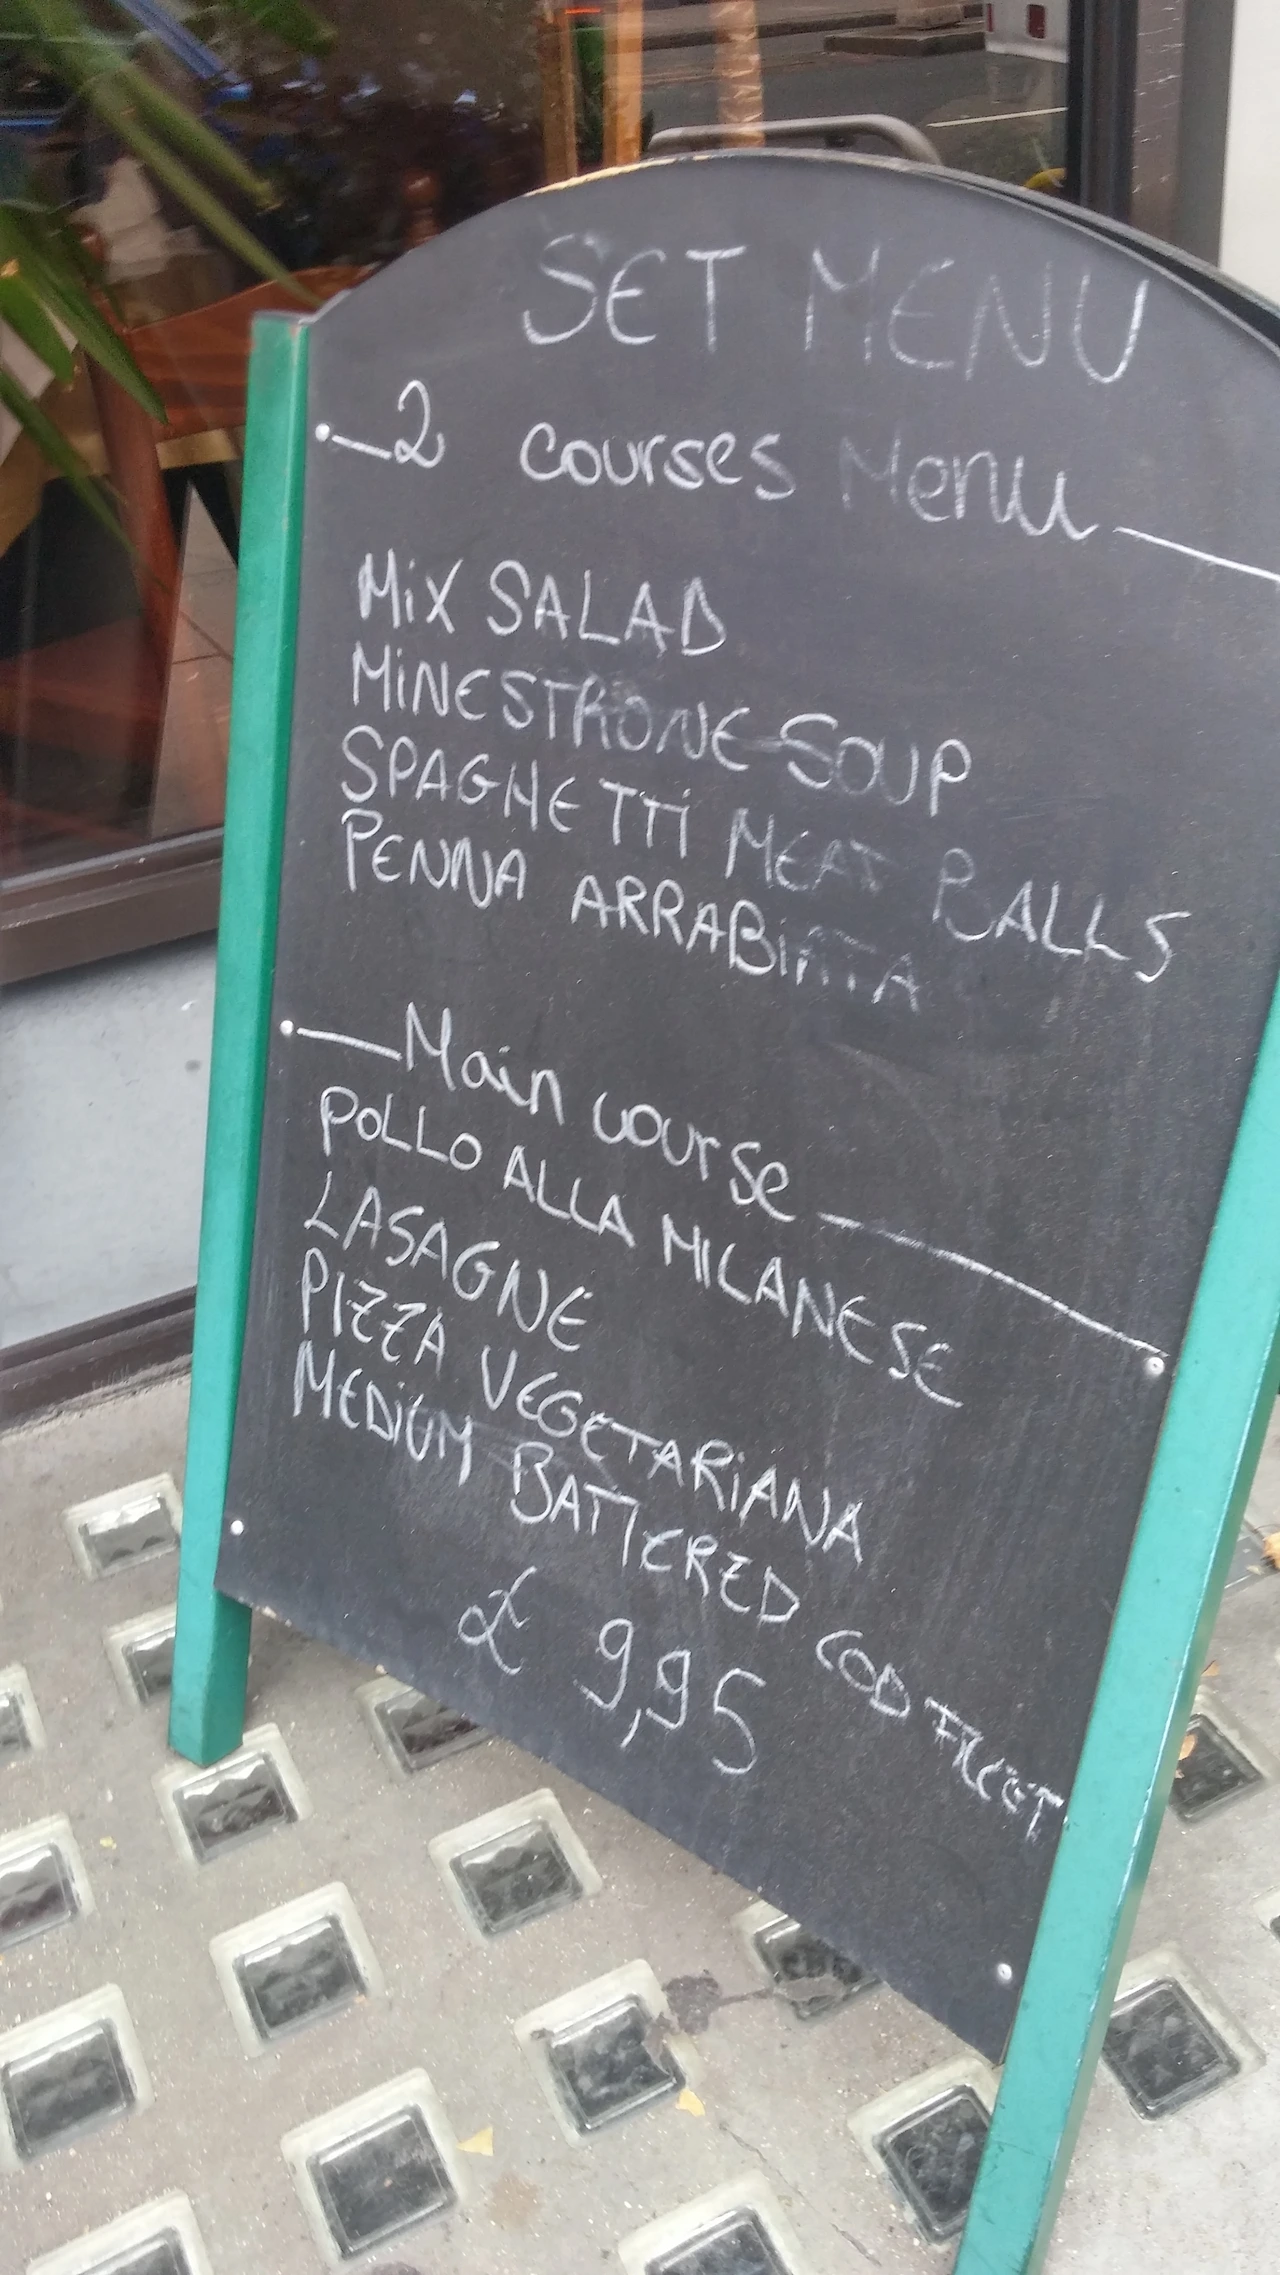 SET MENU
2 courses Menu
MiX SALAD
MiNESTRONE SOUP
SPAGHETTi MEAT BALLS
PENNA ARRABiATTA
Main course
POLLO ALLA MILANESE
LASAGNE
PIZZA VEGETARiANA
MEDiUM BATTERED COD FILLET
£ 9,95